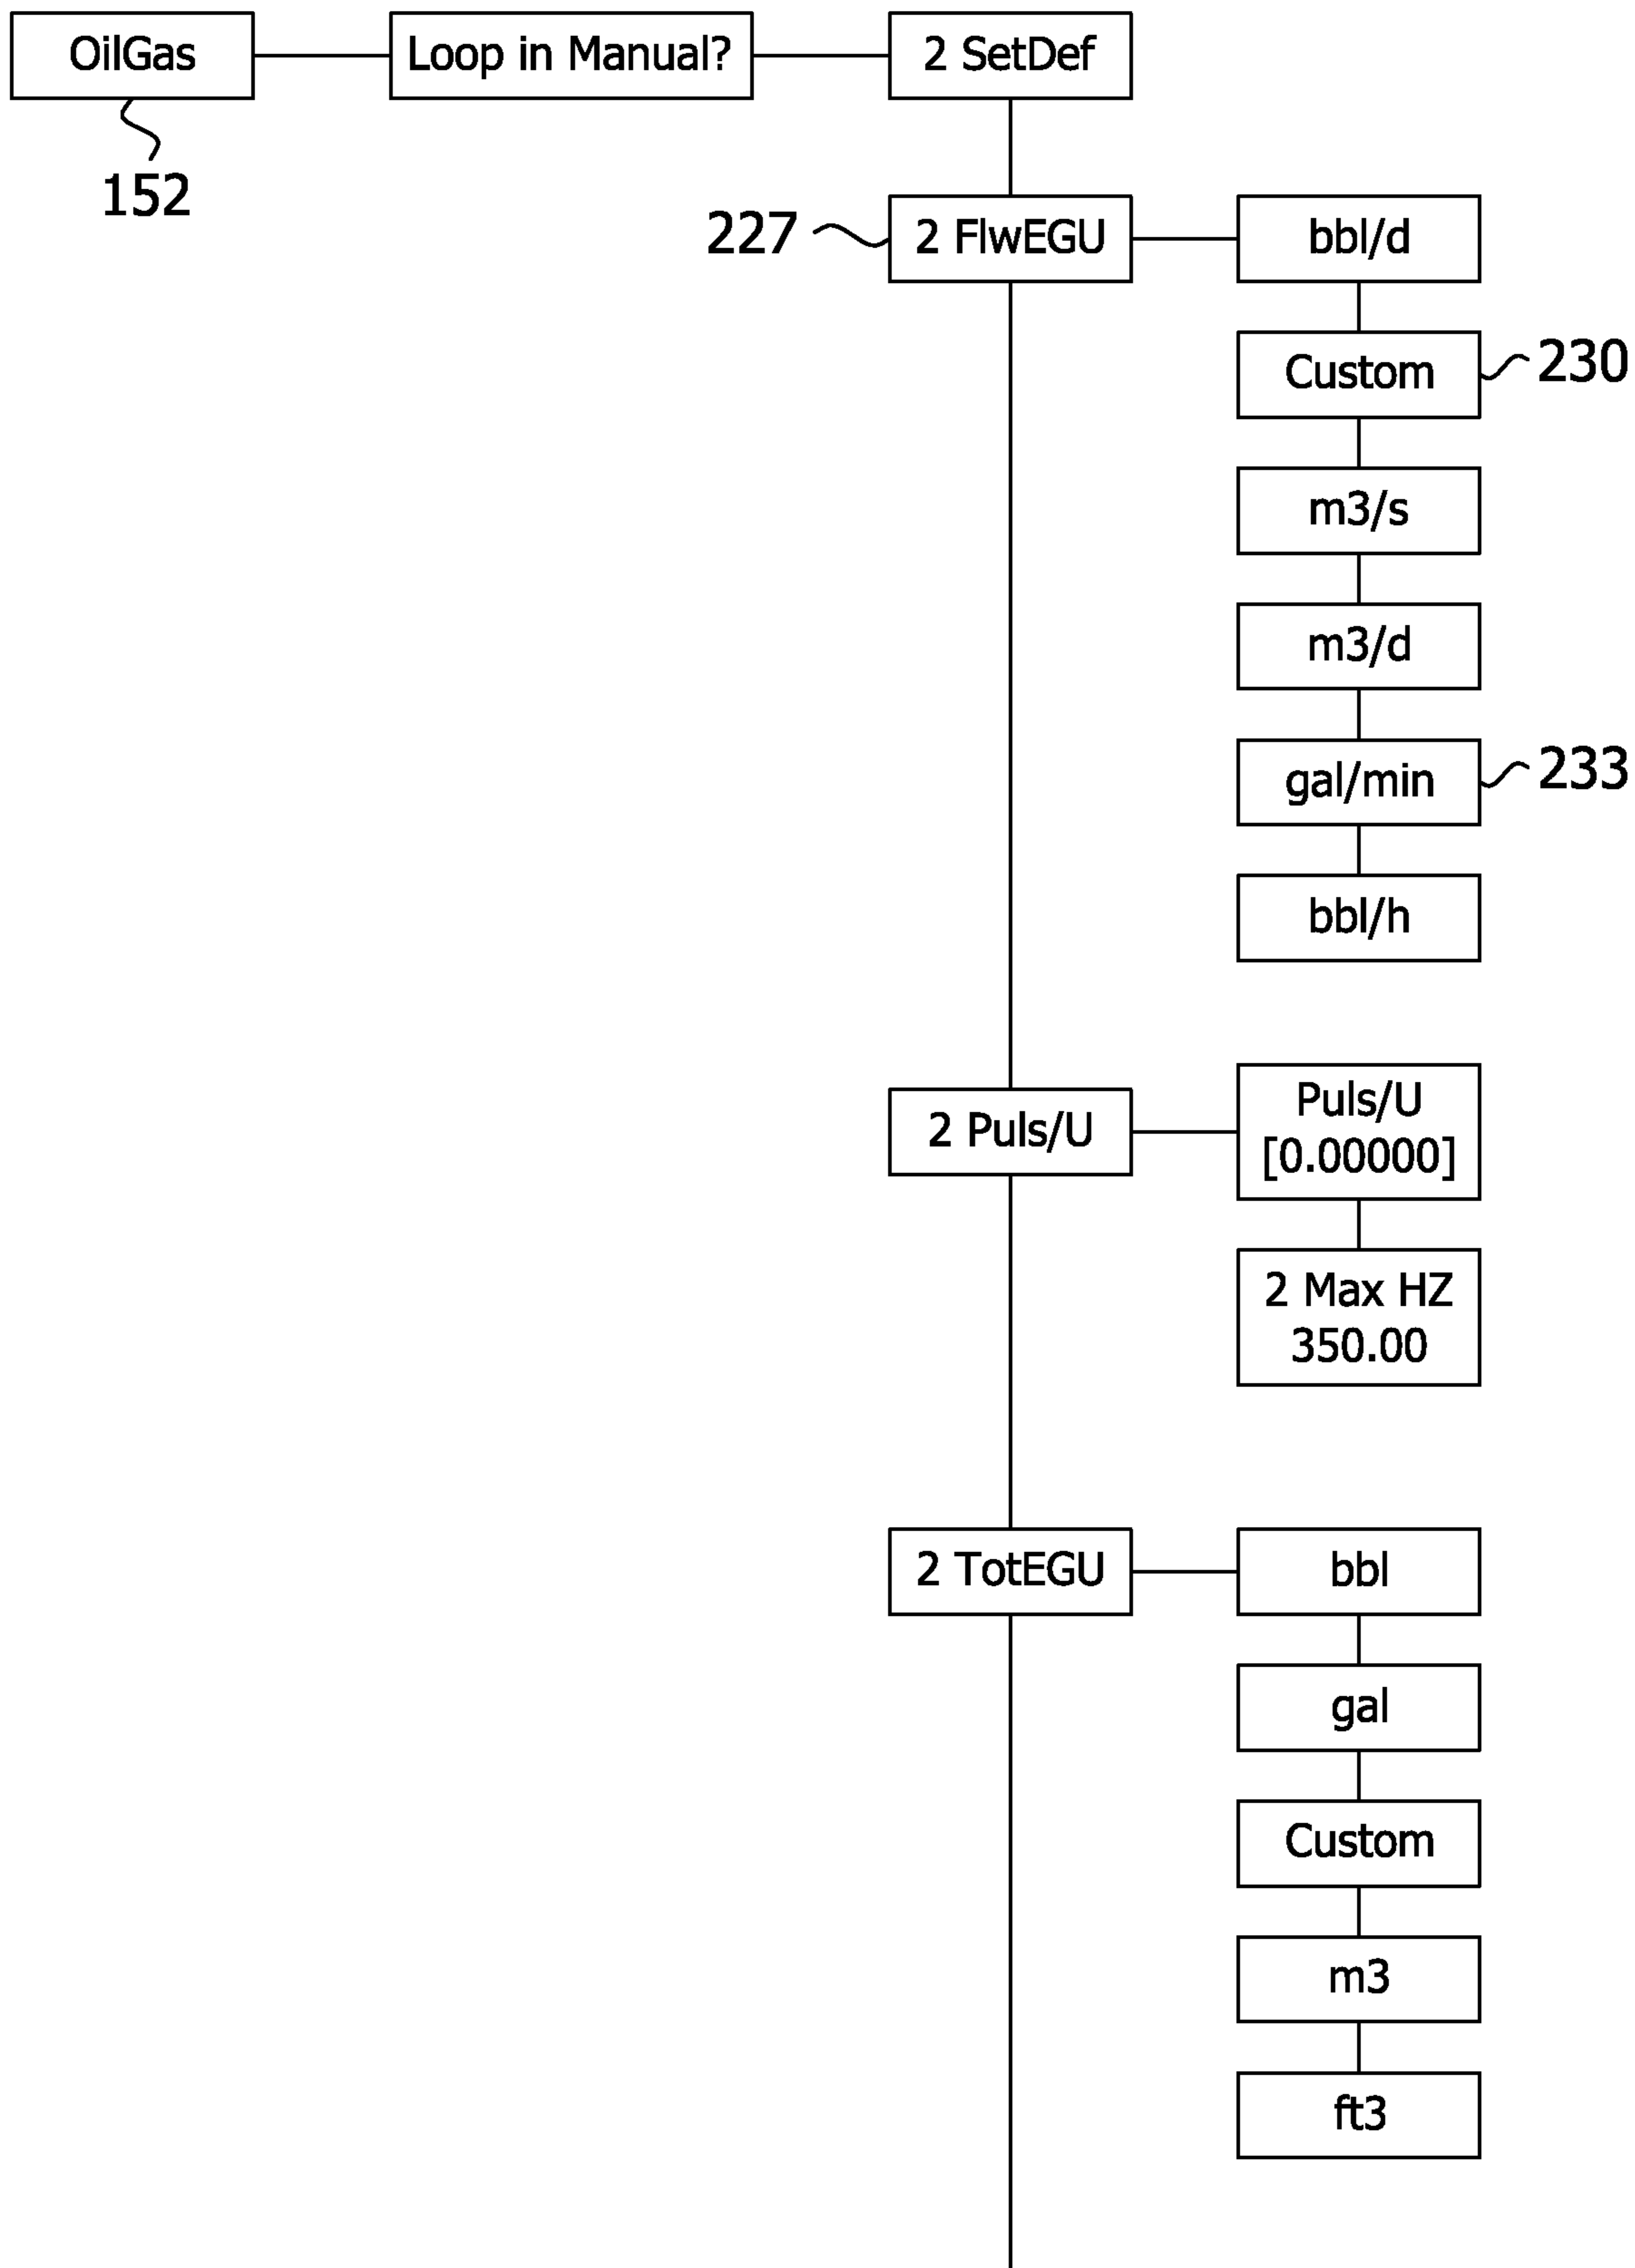 OilGas
Loop in Manual?
2 SetDef
152
227
2 FlwEGU
bbl/d
Custom
230
m3/s
m3/d
gal/min
233
bbl/h
2 Puls/U
Puls/U
[0.00000]
2 Max HZ
350.00
2 TotEGU
bbl
gal
Custom
m3
ft3